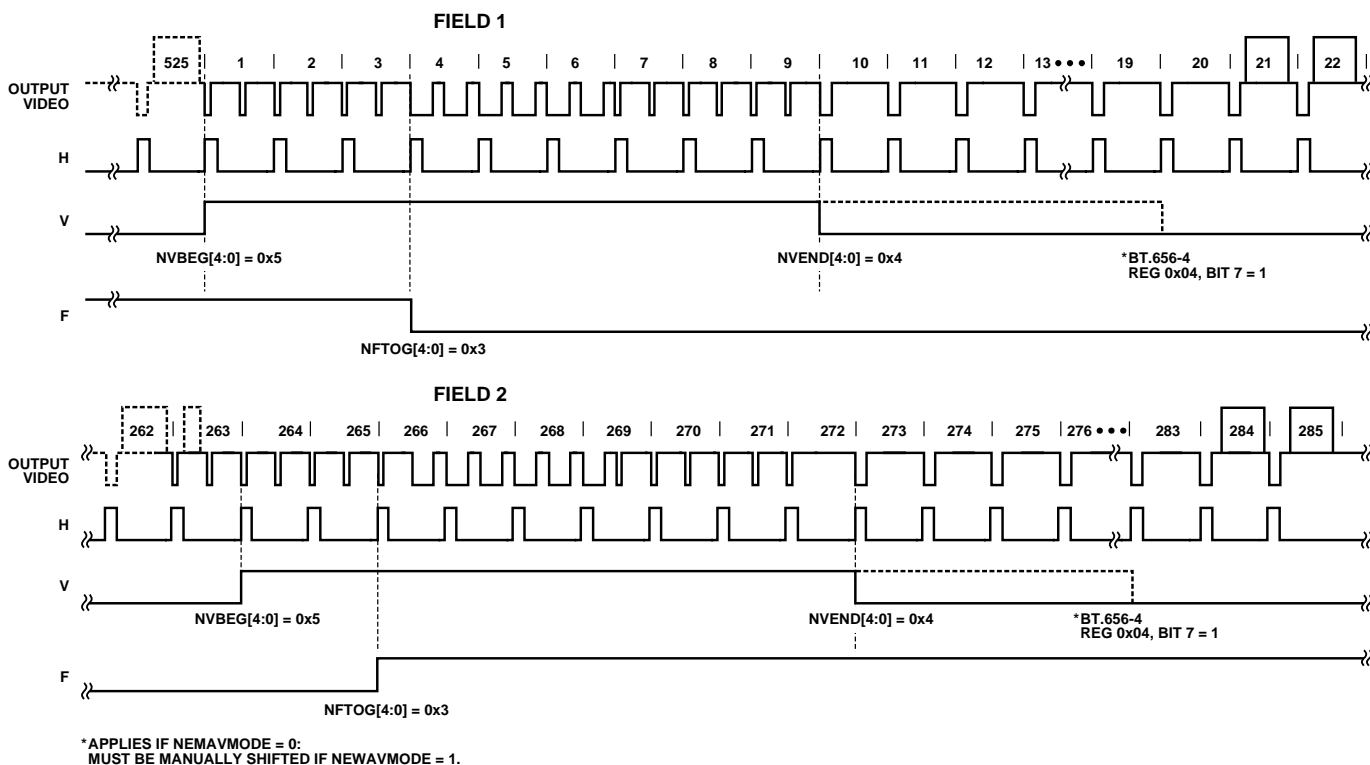 FIELD 1
525 1 2 3 4 5 6 7 8 9 10 11 12 13 ••• 19 20 21 22
OUTPUT
VIDEO
H
V
NVBEG[4:0] = 0x5 NVEND[4:0] = 0x4 *BT.656-4
REG 0x04, BIT 7 = 1
F
NFTOG[4:0] = 0x3
FIELD 2
262 263 264 265 266 267 268 269 270 271 272 273 274 275 276 ••• 283 284 285
OUTPUT
VIDEO
H
V
NVBEG[4:0] = 0x5 NVEND[4:0] = 0x4 *BT.656-4
REG 0x04, BIT 7 = 1
F
NFTOG[4:0] = 0x3
*APPLIES IF NEMAVMODE = 0:
MUST BE MANUALLY SHIFTED IF NEWAVMODE = 1.